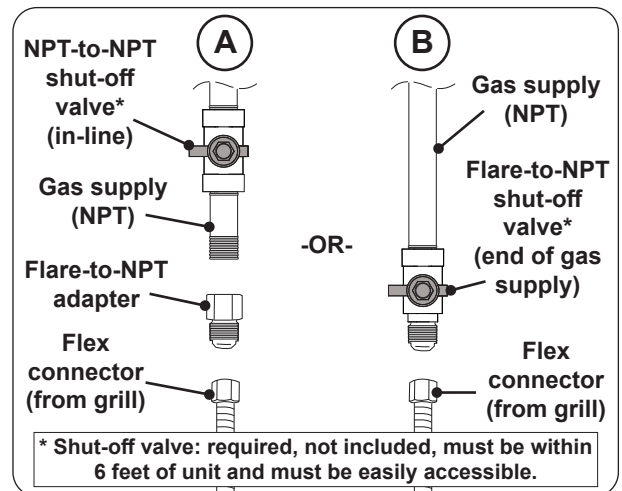 A
NPT-to-NPT
shut-off
valve*
(in-line)
Gas supply
(NPT)
Flare-to-NPT
adapter
Flex
connector
(from grill)
-OR-
B
Gas supply
(NPT)
Flare-to-NPT
shut-off
valve*
(end of gas
supply)
Flex
connector
(from grill)
* Shut-off valve: required, not included, must be within
6 feet of unit and must be easily accessible.